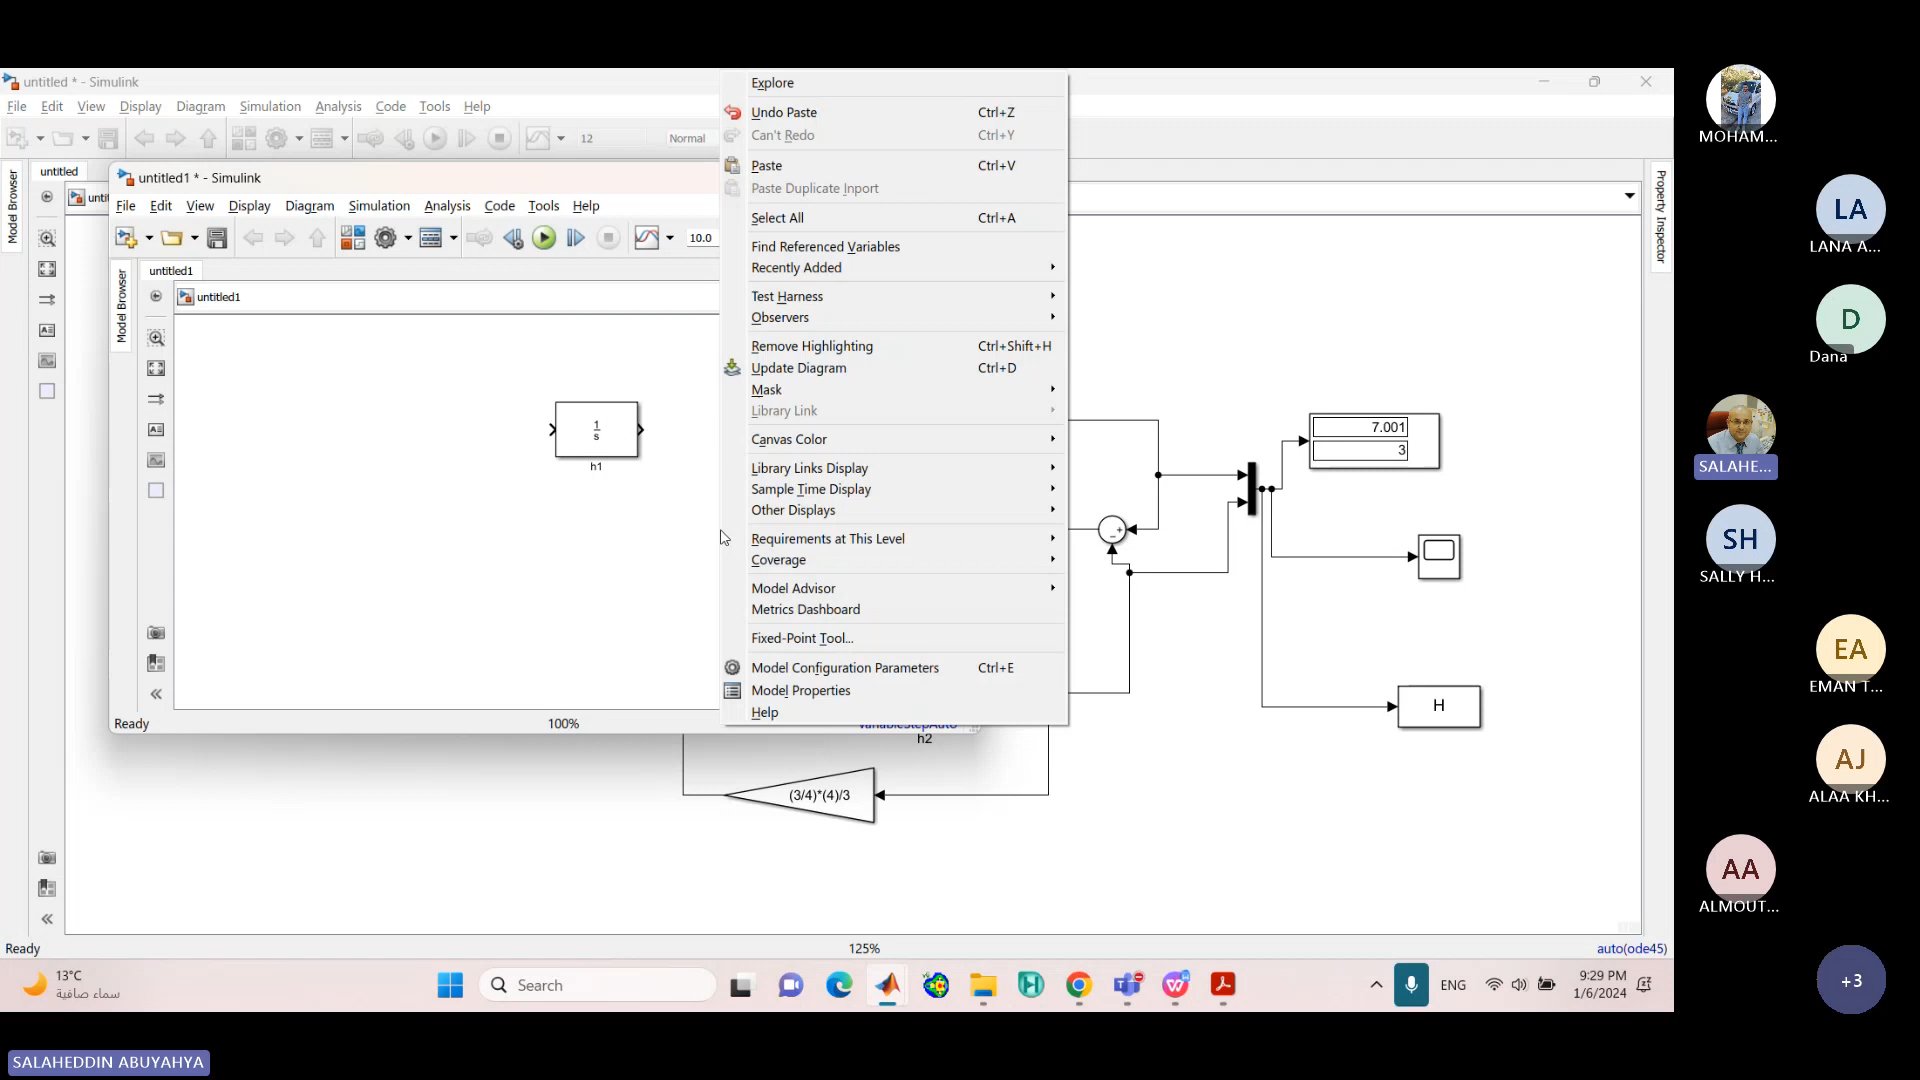 untitled * - Simulink
File Edit View Display Diagram Simulation Analysis Code Tools Help
12 Normal
untitled
Model Browser
Property Inspector
untitled1 * - Simulink
File Edit View Display Diagram Simulation Analysis Code Tools Help
10.0
untitled1
Model Browser
untitled1
1
s
h1
Ready 100%
Explore
Undo Paste Ctrl+Z
Can't Redo Ctrl+Y
Paste Ctrl+V
Paste Duplicate Inport
Select All Ctrl+A
Find Referenced Variables
Recently Added
Test Harness
Observers
Remove Highlighting Ctrl+Shift+H
Update Diagram Ctrl+D
Mask
Library Link
Canvas Color
Library Links Display
Sample Time Display
Other Displays
Requirements at This Level
Coverage
Model Advisor
Metrics Dashboard
Fixed-Point Tool...
Model Configuration Parameters Ctrl+E
Model Properties
Help
h2
(3/4)*(4)/3
7.001
3
H
Ready 125% auto(ode45)
13°C
سماء صافية
Search
ENG
9:29 PM
1/6/2024
MOHAM...
LA
LANA A...
D
Dana
SALAHE...
SH
SALLY H...
EA
EMAN T...
AJ
ALAA KH...
AA
ALMOUT...
+3
SALAHEDDIN ABUYAHYA